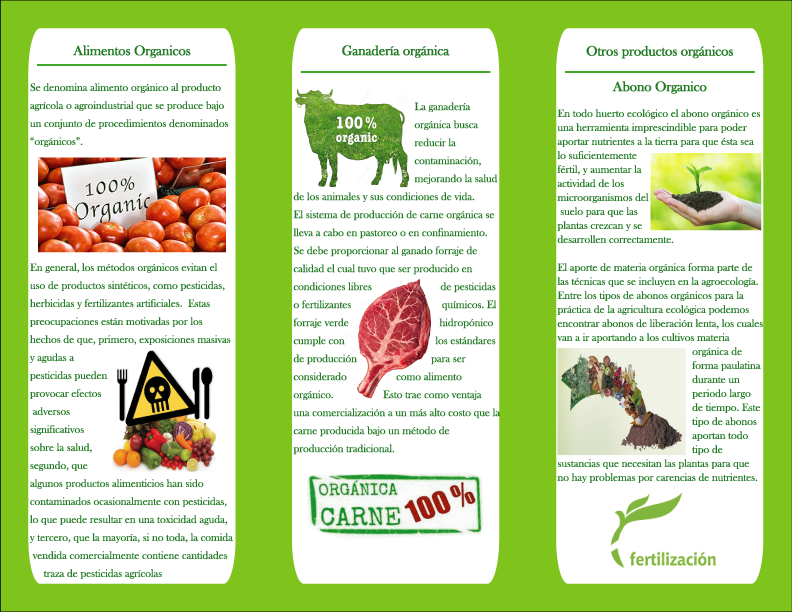 Alimentos Organicos
Se denomina alimento orgánico al producto
agrícola o agroindustrial que se produce bajo
un conjunto de procedimientos denominados
“orgánicos”.
100%
Organic
En general, los métodos orgánicos evitan el
uso de productos sintéticos, como pesticidas,
herbicidas y fertilizantes artificiales. Estas
preocupaciones están motivadas por los
hechos de que, primero, exposiciones masivas
y agudas a
pesticidas pueden
provocar efectos
adversos
significativos
sobre la salud,
segundo, que
algunos productos alimenticios han sido
contaminados ocasionalmente con pesticidas,
lo que puede resultar en una toxicidad aguda,
y tercero, que la mayoría, si no toda, la comida
vendida comercialmente contiene cantidades
traza de pesticidas agrícolas
Ganadería orgánica
100%
organic
La ganadería
orgánica busca
reducir la
contaminación,
mejorando la salud
de los animales y sus condiciones de vida.
El sistema de producción de carne orgánica se
lleva a cabo en pastoreo o en confinamiento.
Se debe proporcionar al ganado forraje de
calidad el cual tuvo que ser producido en
condiciones libres de pesticidas
o fertilizantes químicos. El
forraje verde hidropónico
cumple con los estándares
de producción para ser
considerado como alimento
orgánico. Esto trae como ventaja
una comercialización a un más alto costo que la
carne producida bajo un método de
producción tradicional.
ORGÁNICA
CARNE 100%
Otros productos orgánicos
Abono Organico
En todo huerto ecológico el abono orgánico es
una herramienta imprescindible para poder
aportar nutrientes a la tierra para que ésta sea
lo suficientemente
fértil, y aumentar la
actividad de los
microorganismos del
suelo para que las
plantas crezcan y se
desarrollen correctamente.
El aporte de materia orgánica forma parte de
las técnicas que se incluyen en la agroecología.
Entre los tipos de abonos orgánicos para la
práctica de la agricultura ecológica podemos
encontrar abonos de liberación lenta, los cuales
van a ir aportando a los cultivos materia
orgánica de
forma paulatina
durante un
periodo largo
de tiempo. Este
tipo de abonos
aportan todo
tipo de
sustancias que necesitan las plantas para que
no hay problemas por carencias de nutrientes.
fertilización